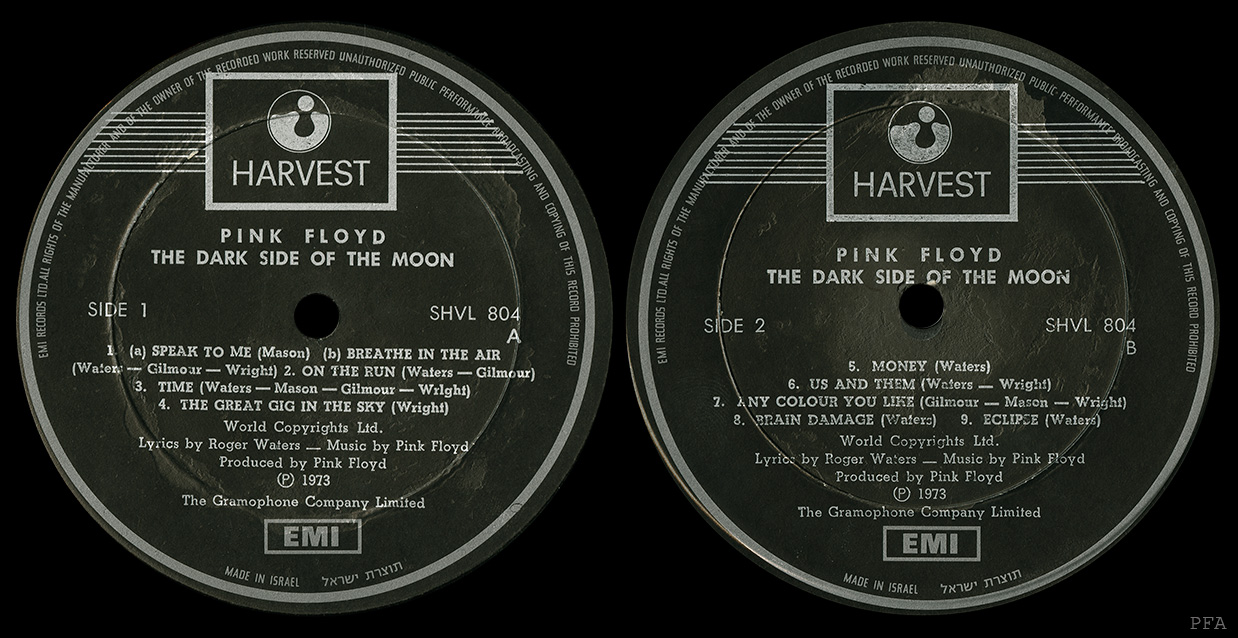 EMI RECORDS LTD. ALL RIGHTS OF THE MANUFACTURER AND OF THE OWNER OF THE RECORDED WORK RESERVED UNAUTHORIZED PUBLIC PERFORMANCE BROADCASTING AND COPYING OF THIS RECORD PROHIBITED
HARVEST
PINK FLOYD
THE DARK SIDE OF THE MOON
SIDE 1
SHVL 804
A
1. (a) SPEAK TO ME (Mason) (b) BREATHE IN THE AIR
(Waters — Gilmour — Wright) 2. ON THE RUN (Waters — Gilmour)
3. TIME (Waters — Mason — Gilmour — Wright)
4. THE GREAT GIG IN THE SKY (Wright)
World Copyrights Ltd.
Lyrics by Roger Waters — Music by Pink Floyd
Produced by Pink Floyd
Ⓟ 1973
The Gramophone Company Limited
EMI
MADE IN ISRAEL תוצרת ישראל
EMI RECORDS LTD. ALL RIGHTS OF THE MANUFACTURER AND OF THE OWNER OF THE RECORDED WORK RESERVED UNAUTHORIZED PUBLIC PERFORMANCE BROADCASTING AND COPYING OF THIS RECORD PROHIBITED
HARVEST
PINK FLOYD
THE DARK SIDE OF THE MOON
SIDE 2
SHVL 804
B
5. MONEY (Waters)
6. US AND THEM (Waters — Wright)
7. ANY COLOUR YOU LIKE (Gilmour — Mason — Wright)
8. BRAIN DAMAGE (Waters) 9. ECLIPSE (Waters)
World Copyrights Ltd.
Lyrics by Roger Waters — Music by Pink Floyd
Produced by Pink Floyd
Ⓟ 1973
The Gramophone Company Limited
EMI
MADE IN ISRAEL תוצרת ישראל
PFA